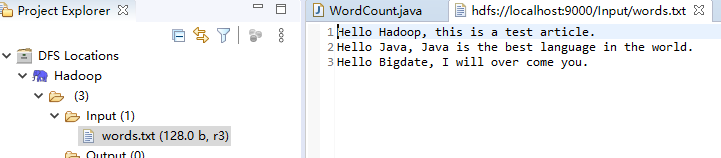 Project Explorer
DFS Locations
Hadoop
(3)
Input (1)
words.txt (128.0 b, r3)
Output (0)
WordCount.java
hdfs://localhost:9000/Input/words.txt
1 Hello Hadoop, this is a test article.
2 Hello Java, Java is the best language in the world.
3 Hello Bigdate, I will over come you.